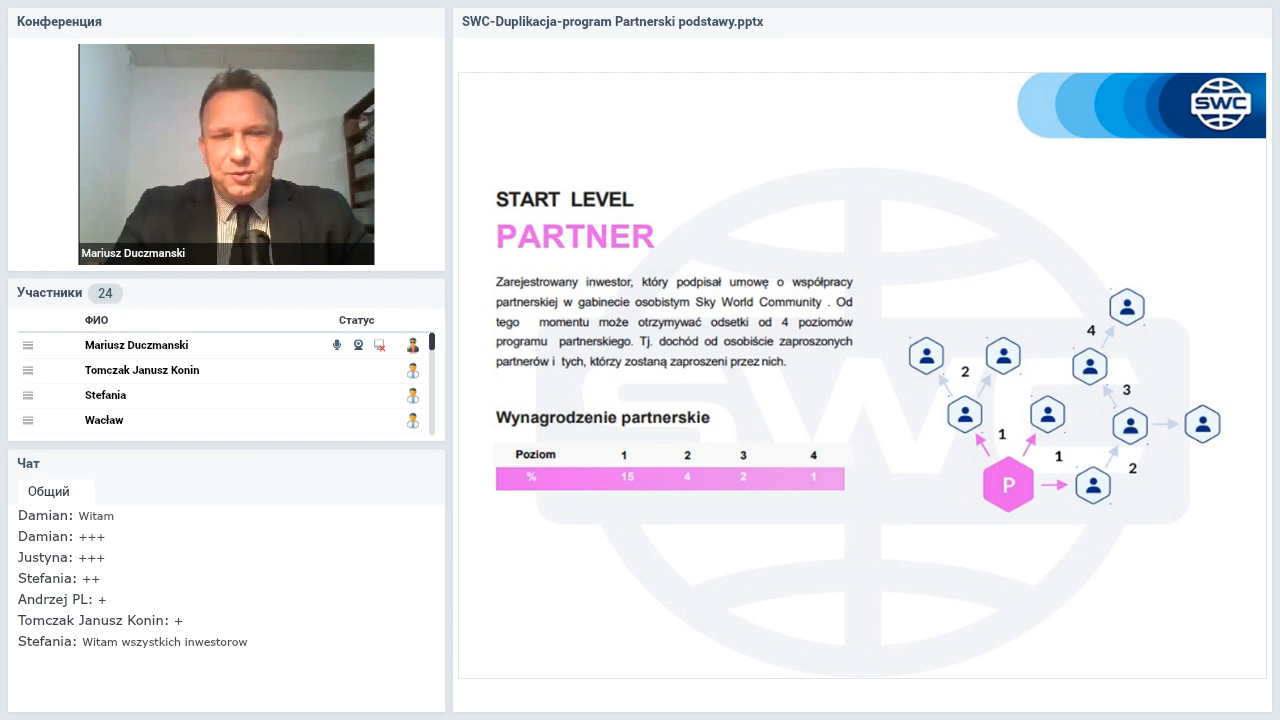 Конференция
Mariusz Duczmanski
Участники 24
ФИО Статус
Mariusz Duczmanski
Tomczak Janusz Konin
Stefania
Wacław
Чат
Общий
Damian: Witam
Damian: +++
Justyna: +++
Stefania: ++
Andrzej PL: +
Tomczak Janusz Konin: +
Stefania: Witam wszystkich inwestorow
SWC-Duplikacja-program Partnerski podstawy.pptx
SWC
START LEVEL
PARTNER
Zarejestrowany inwestor, który podpisał umowę o współpracy
partnerskiej w gabinecie osobistym Sky World Community . Od
tego momentu może otrzymywać odsetki od 4 poziomów
programu partnerskiego. Tj. dochód od osobiście zaproszonych
partnerów i tych, którzy zostaną zaproszeni przez nich.
Wynagrodzenie partnerskie
Poziom 1 2 3 4
% 15 4 2 1
4
2
3
1
1
2
P
SWC